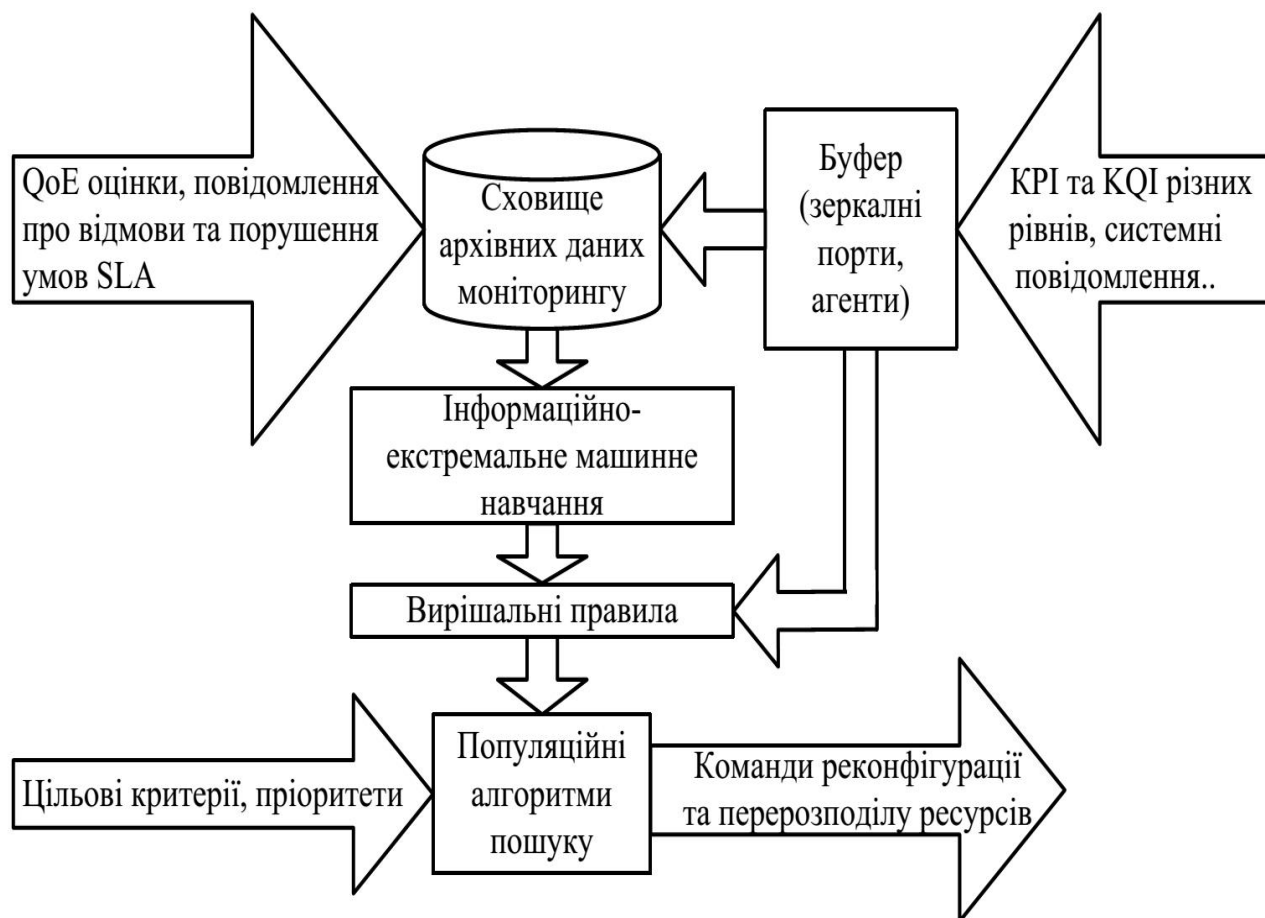 QoE оцінки, повідомлення
про відмови та порушення
умов SLA
Сховище
архівних даних
моніторингу
Буфер
(зеркалні
порти,
агенти)
KPI та KQI різних
рівнів, системні
повідомлення..
Інформаційно-
екстремальне машинне
навчання
Вирішальні правила
Цільові критерії, пріоритети
Популяційні
алгоритми
пошуку
Команди реконфігурації
та перерозподілу ресурсів